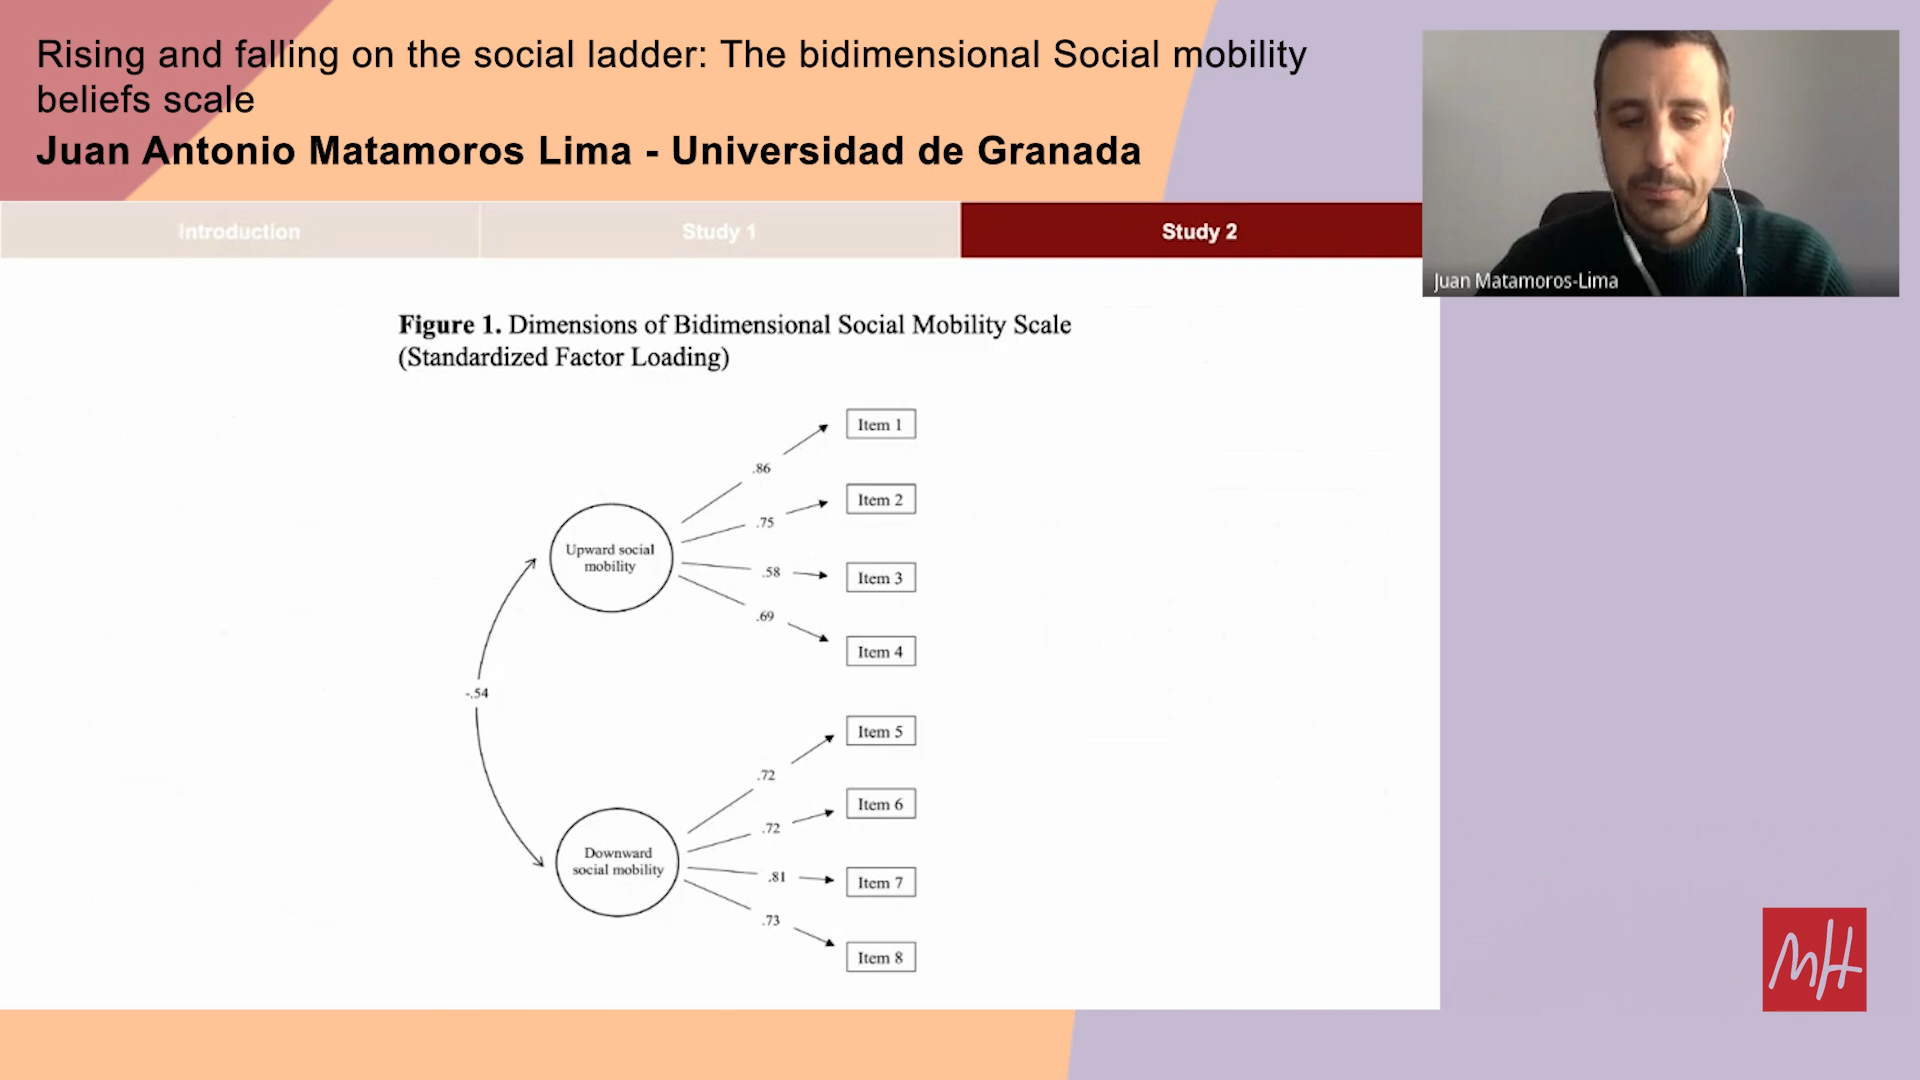 Rising and falling on the social ladder: The bidimensional Social mobility
beliefs scale
Juan Antonio Matamoros Lima - Universidad de Granada
Introduction
Study 1
Study 2
Juan Matamoros-Lima
Figure 1. Dimensions of Bidimensional Social Mobility Scale
(Standardized Factor Loading)
Upward social
mobility
.86
.75
.58
.69
Item 1
Item 2
Item 3
Item 4
-.54
Downward
social mobility
.72
.72
.81
.73
Item 5
Item 6
Item 7
Item 8
MH